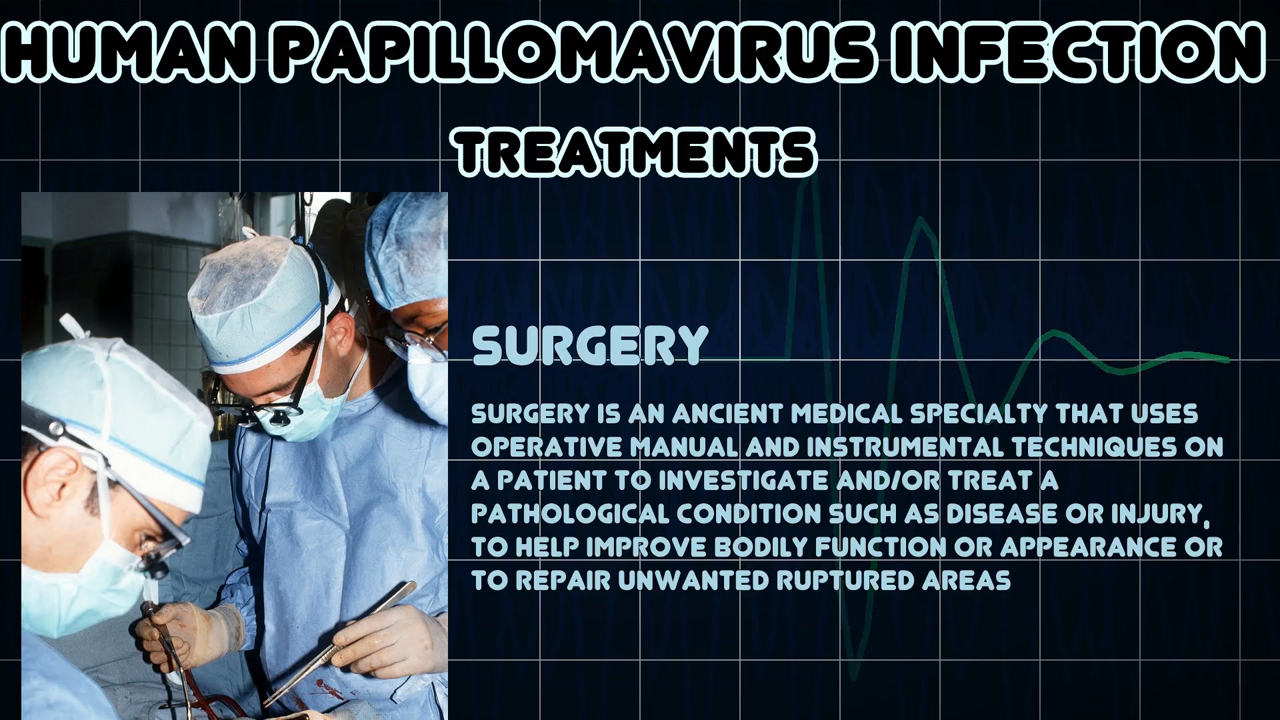 HUMAN PAPILLOMAVIRUS INFECTION
TREATMENTS
SURGERY
SURGERY IS AN ANCIENT MEDICAL SPECIALTY THAT USES
OPERATIVE MANUAL AND INSTRUMENTAL TECHNIQUES ON
A PATIENT TO INVESTIGATE AND/OR TREAT A
PATHOLOGICAL CONDITION SUCH AS DISEASE OR INJURY,
TO HELP IMPROVE BODILY FUNCTION OR APPEARANCE OR
TO REPAIR UNWANTED RUPTURED AREAS